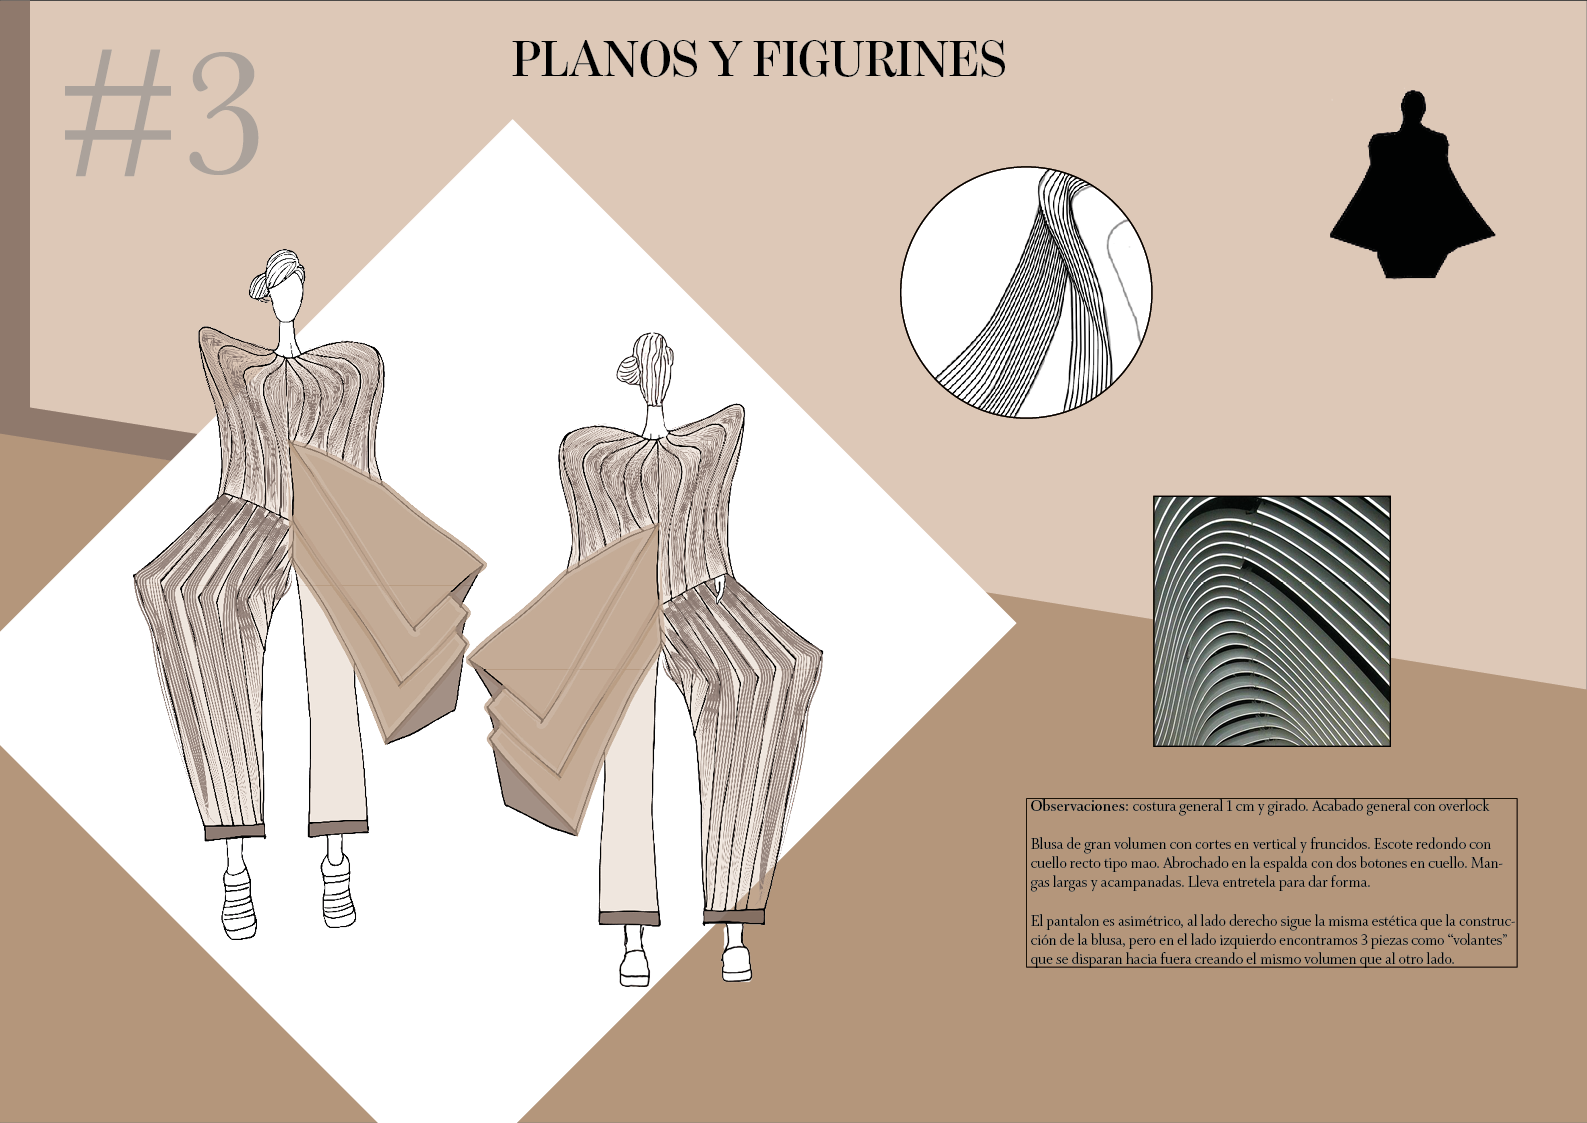 #3
PLANOS Y FIGURINES
Observaciones: costura general 1 cm y girado. Acabado general con overlock
Blusa de gran volumen con cortes en vertical y fruncidos. Escote redondo con
cuello recto tipo mao. Abrochado en la espalda con dos botones en cuello. Man-
gas largas y acampanadas. Lleva entretela para dar forma.
El pantalon es asimétrico, al lado derecho sigue la misma estética que la construc-
ción de la blusa, pero en el lado izquierdo encontramos 3 piezas como “volantes”
que se disparan hacia fuera creando el mismo volumen que al otro lado.